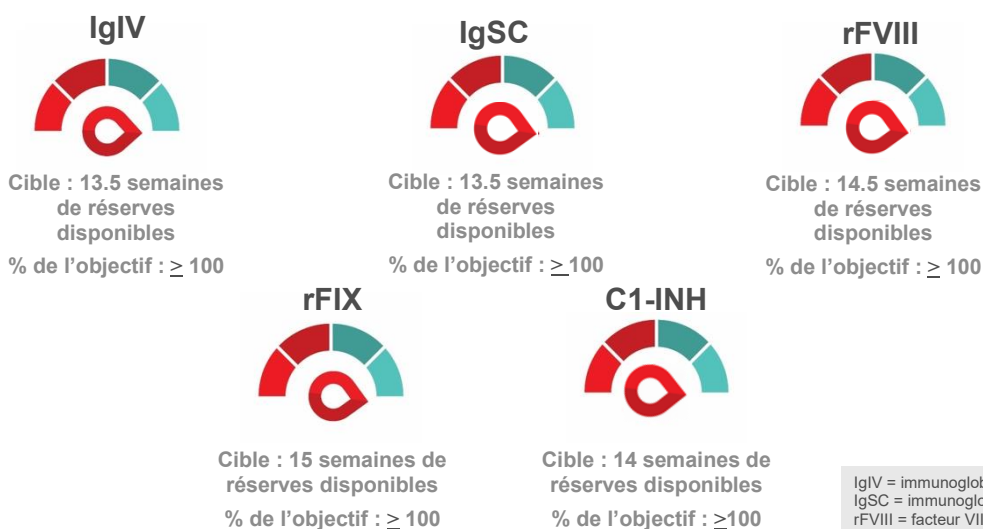 IgIV
Cible : 13.5 semaines
de réserves
disponibles
% de l'objectif : ≥ 100
IgSC
Cible : 13.5 semaines
de réserves
disponibles
% de l'objectif : ≥ 100
rFVIII
Cible : 14.5 semaines
de réserves
disponibles
% de l'objectif : ≥ 100
rFIX
Cible : 15 semaines de
réserves disponibles
% de l'objectif : ≥ 100
C1-INH
Cible : 14 semaines de
réserves disponibles
% de l'objectif : ≥100
IgIV =
IgSC =
rFVIII = facteur VIII